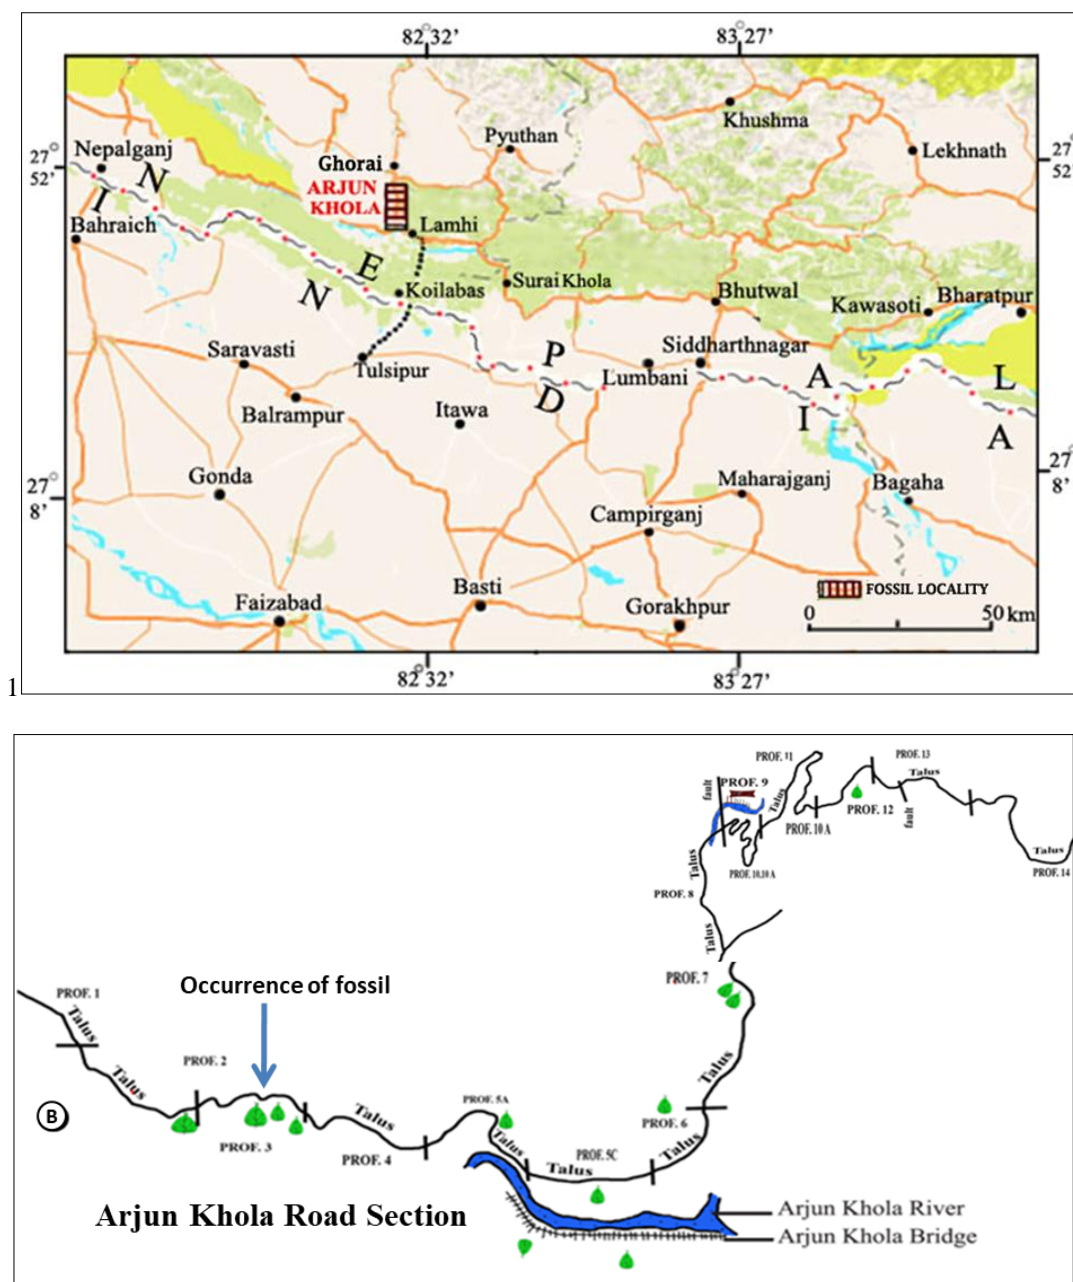 82°32'
83°27'
Khushma
Pyuthan
Nepalganj
27°
52'
Ghorai
Lekhnath
27°
52'
ARJUN
KHOLA
N
I
Bahraich
Lamhi
E
N
Koilabas
Surai Khola
Bhutwal
Kawasoti
Bharatpur
Saravasti
Tulsipur
P
D
Lumbani
Siddharthnagar
A
I
L
A
Balrampur
Itawa
Gonda
27°
8'
Maharajganj
Bagaha
27°
8'
Campirganj
Basti
FOSSIL LOCALITY
Faizabad
Gorakhpur
0
50 km
82°32'
83°27'
1
PROF. 11
PROF. 13
Talus
fault
PROF. 9
Talus
PROF. 12
fault
PROF. 10 A
PROF. 10,10A
Talus
Talus
PROF. 14
PROF. 8
Talus
PROF. 7
Occurrence of fossil
PROF. 1
Talus
PROF. 2
Talus
B
PROF. 3
Talus
PROF. 4
PROF. 5A
Talus
PROF. 5C
Talus
PROF. 6
Talus
Talus
Arjun Khola Road Section
Arjun Khola River
Arjun Khola Bridge